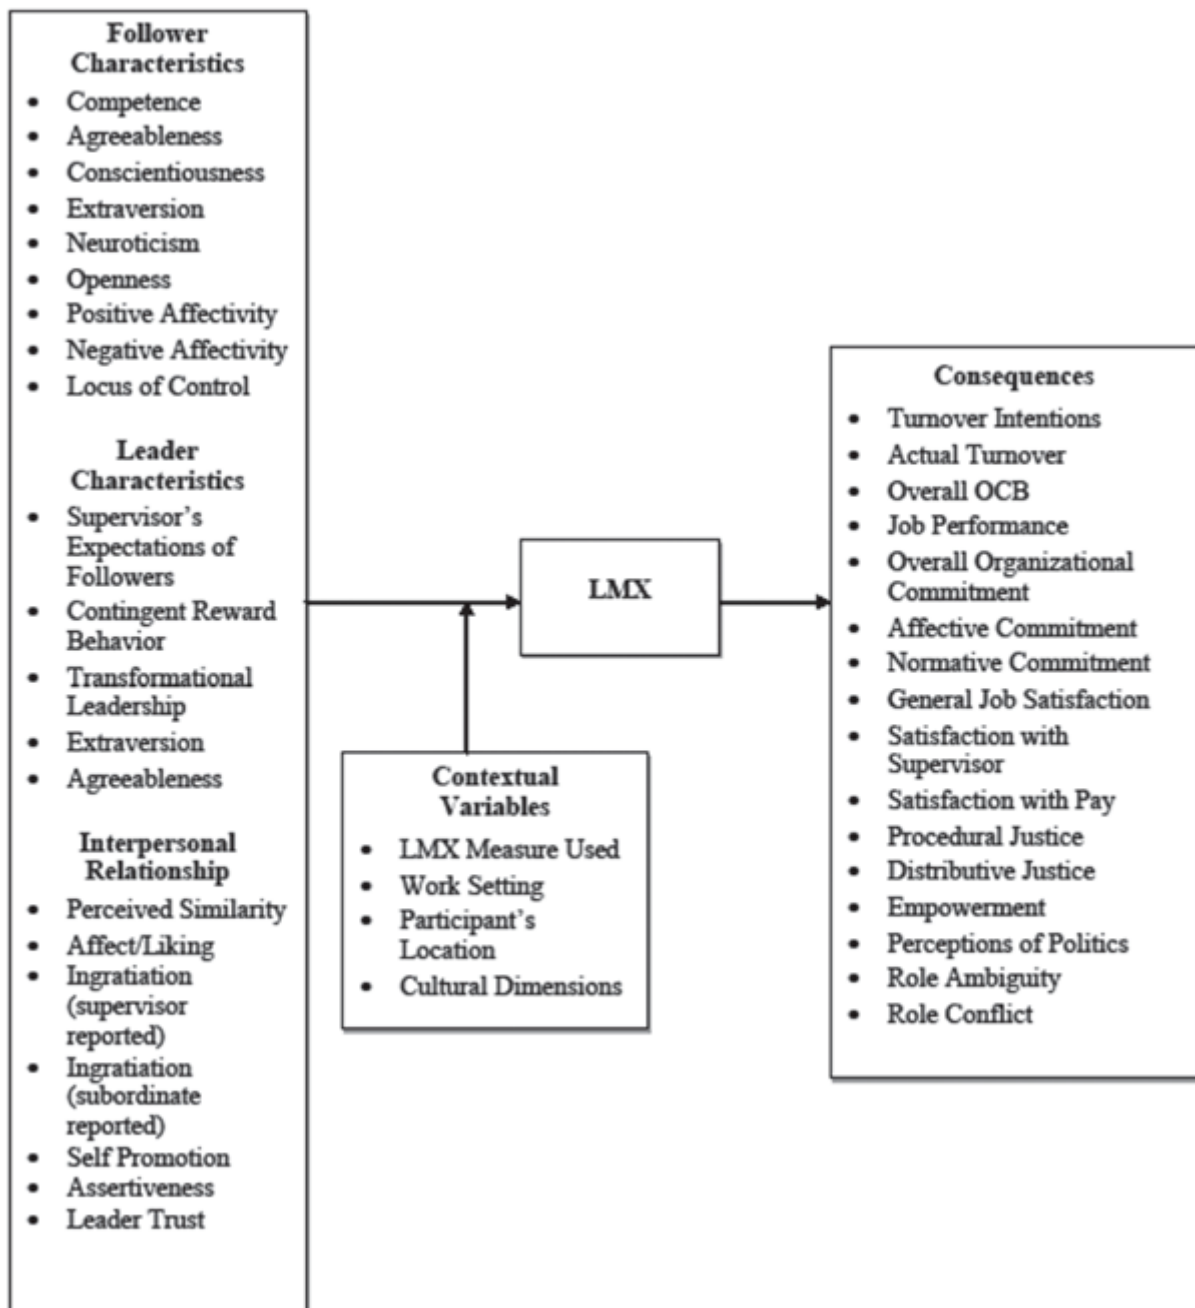 Follower
Characteristics
• Competence
• Agreeableness
• Conscientiousness
• Extraversion
• Neuroticism
• Openness
• Positive Affectivity
• Negative Affectivity
• Locus of Control
Leader
Characteristics
• Supervisor's
Expectations of
Followers
• Contingent Reward
Behavior
• Transformational
Leadership
• Extraversion
• Agreeableness
Interpersonal
Relationship
• Perceived Similarity
• Affect/Liking
• Ingratiation
(supervisor
reported)
• Ingratiation
(subordinate
reported)
• Self Promotion
• Assertiveness
• Leader Trust
Contextual
Variables
• LMX Measure Used
• Work Setting
• Participant's
Location
• Cultural Dimensions
LMX
Consequences
• Turnover Intentions
• Actual Turnover
• Overall OCB
• Job Performance
• Overall Organizational
Commitment
• Affective Commitment
• Normative Commitment
• General Job Satisfaction
• Satisfaction with
Supervisor
• Satisfaction with Pay
• Procedural Justice
• Distributive Justice
• Empowerment
• Perceptions of Politics
• Role Ambiguity
• Role Conflict